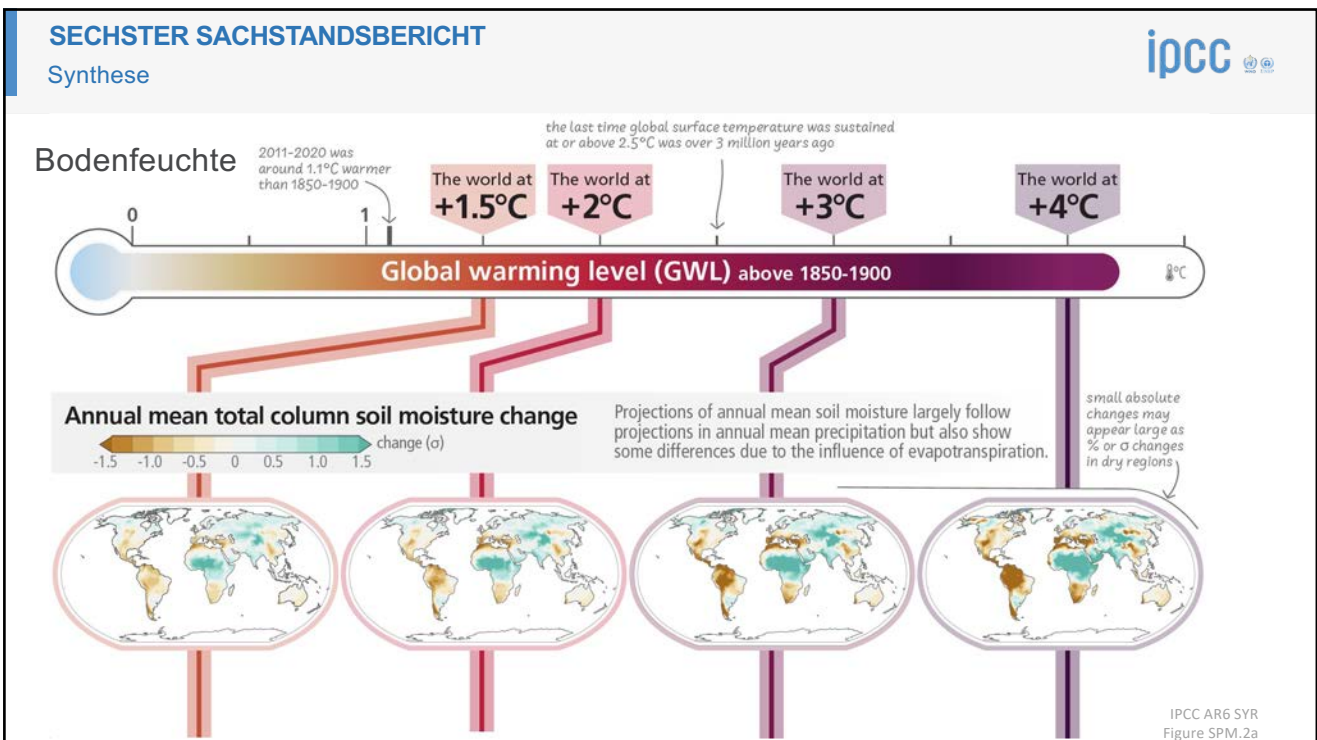 SECHSTER SACHSTANDSBERICHT
Synthese
ipcc
Bodenfeuchte
2011-2020 was
around 1.1°C warmer
than 1850-1900
the last time global surface temperature was sustained
at or above 2.5°C was over 3 million years ago
The world at
+1.5°C
The world at
+2°C
The world at
+3°C
The world at
+4°C
0
1
Global warming level (GWL) above 1850-1900
°C
Annual mean total column soil moisture change
change (σ)
-1.5 -1.0 -0.5 0 0.5 1.0 1.5
Projections of annual mean soil moisture largely follow
projections in annual mean precipitation but also show
some differences due to the influence of evapotranspiration.
small absolute
changes may
appear large as
% or σ changes
in dry regions
IPCC AR6 SYR
Figure SPM.2a